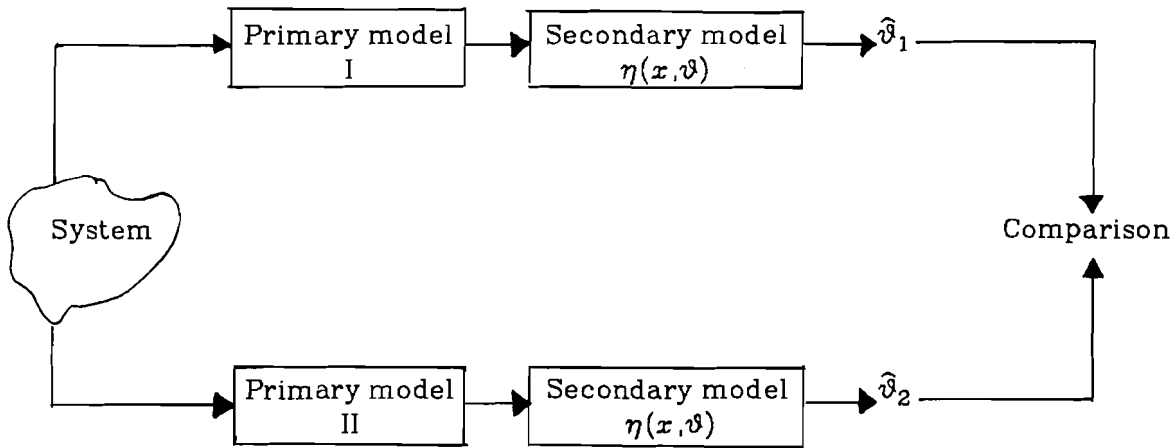 Primary model
I
Secondary model
η(x,ϑ)
ϑ̂₁
System
Comparison
Primary model
II
Secondary model
η(x,ϑ)
ϑ̂₂